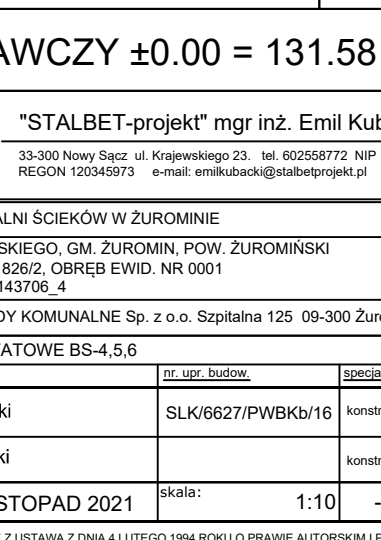 AWCZY ±0.00 = 131.58
"STALBET-projekt" mgr inż. Emil Kub
33-300 Nowy Sącz ul. Krajewskiego 23. tel. 602558772 NIP
REGON 120345973 e-mail: emilkubacki@stalbetprojekt.pl
ALNI ŚCIEKÓW W ŻUROMINIE
SKIEGO, GM. ŻUROMIN, POW. ŻUROMIŃSKI
826/2, OBRĘB EWID. NR 0001
143706_4
DY KOMUNALNE Sp. z o.o. Szpitalna 125 09-300 Żuro
TATOWE BS-4,5,6
nr. upr. budow. specja
ki SLK/6627/PWBKb/16 konstr
ki konstr
STOPAD 2021 skala: 1:10 -
Z USTAWĄ Z DNIA 4 LUTEGO 1994 ROKU O PRAWIE AUTORSKIM I P